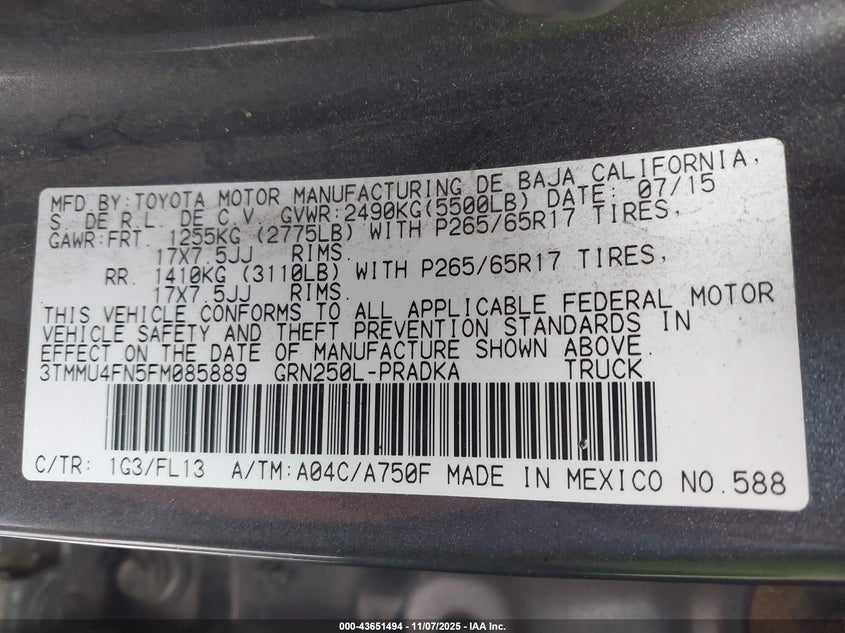 MFD BY: TOYOTA MOTOR MANUFACTURING DE BAJA CALIFORNIA,
S. DE R.L. DE C.V. GVWR:2490KG(5500LB) DATE: 07/15
GAWR:FRT. 1255KG (2775LB) WITH P265/65R17 TIRES,
17X7.5JJ RIMS.
RR. 1410KG (3110LB) WITH P265/65R17 TIRES,
17X7.5JJ RIMS.
THIS VEHICLE CONFORMS TO ALL APPLICABLE FEDERAL MOTOR
VEHICLE SAFETY AND THEFT PREVENTION STANDARDS IN
EFFECT ON THE DATE OF MANUFACTURE SHOWN ABOVE.
3TMMU4FN5FM085889 GRN250L-PRADKA TRUCK
C/TR: 1G3/FL13 A/TM:A04C/A750F MADE IN MEXICO NO.588
000-43651494 | 11/07/2025 | IAA Inc.